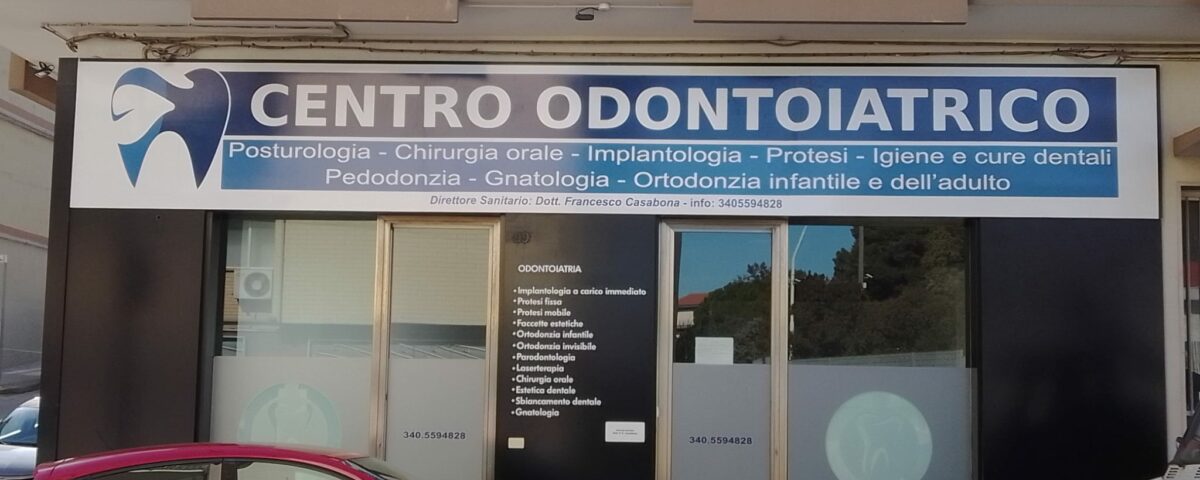 CENTRO ODONTOIATRICO
Posturologia - Chirurgia orale - Implantologia - Protesi - Igiene e cure dentali
Pedodonzia - Gnatologia - Ortodonzia infantile e dell'adulto
Direttore Sanitario: Dott. Francesco Casabona - info: 3405594828
ODONTOIATRIA
• Implantologia a carico immediato
• Protesi fissa
• Protesi mobile
• Faccette estetiche
• Ortodonzia infantile
• Ortodonzia invisibile
• Parodontologia
• Laserterapia
• Chirurgia orale
• Estetica dentale
• Sbiancamento dentale
• Gnatologia
340.5594828
340.5594828